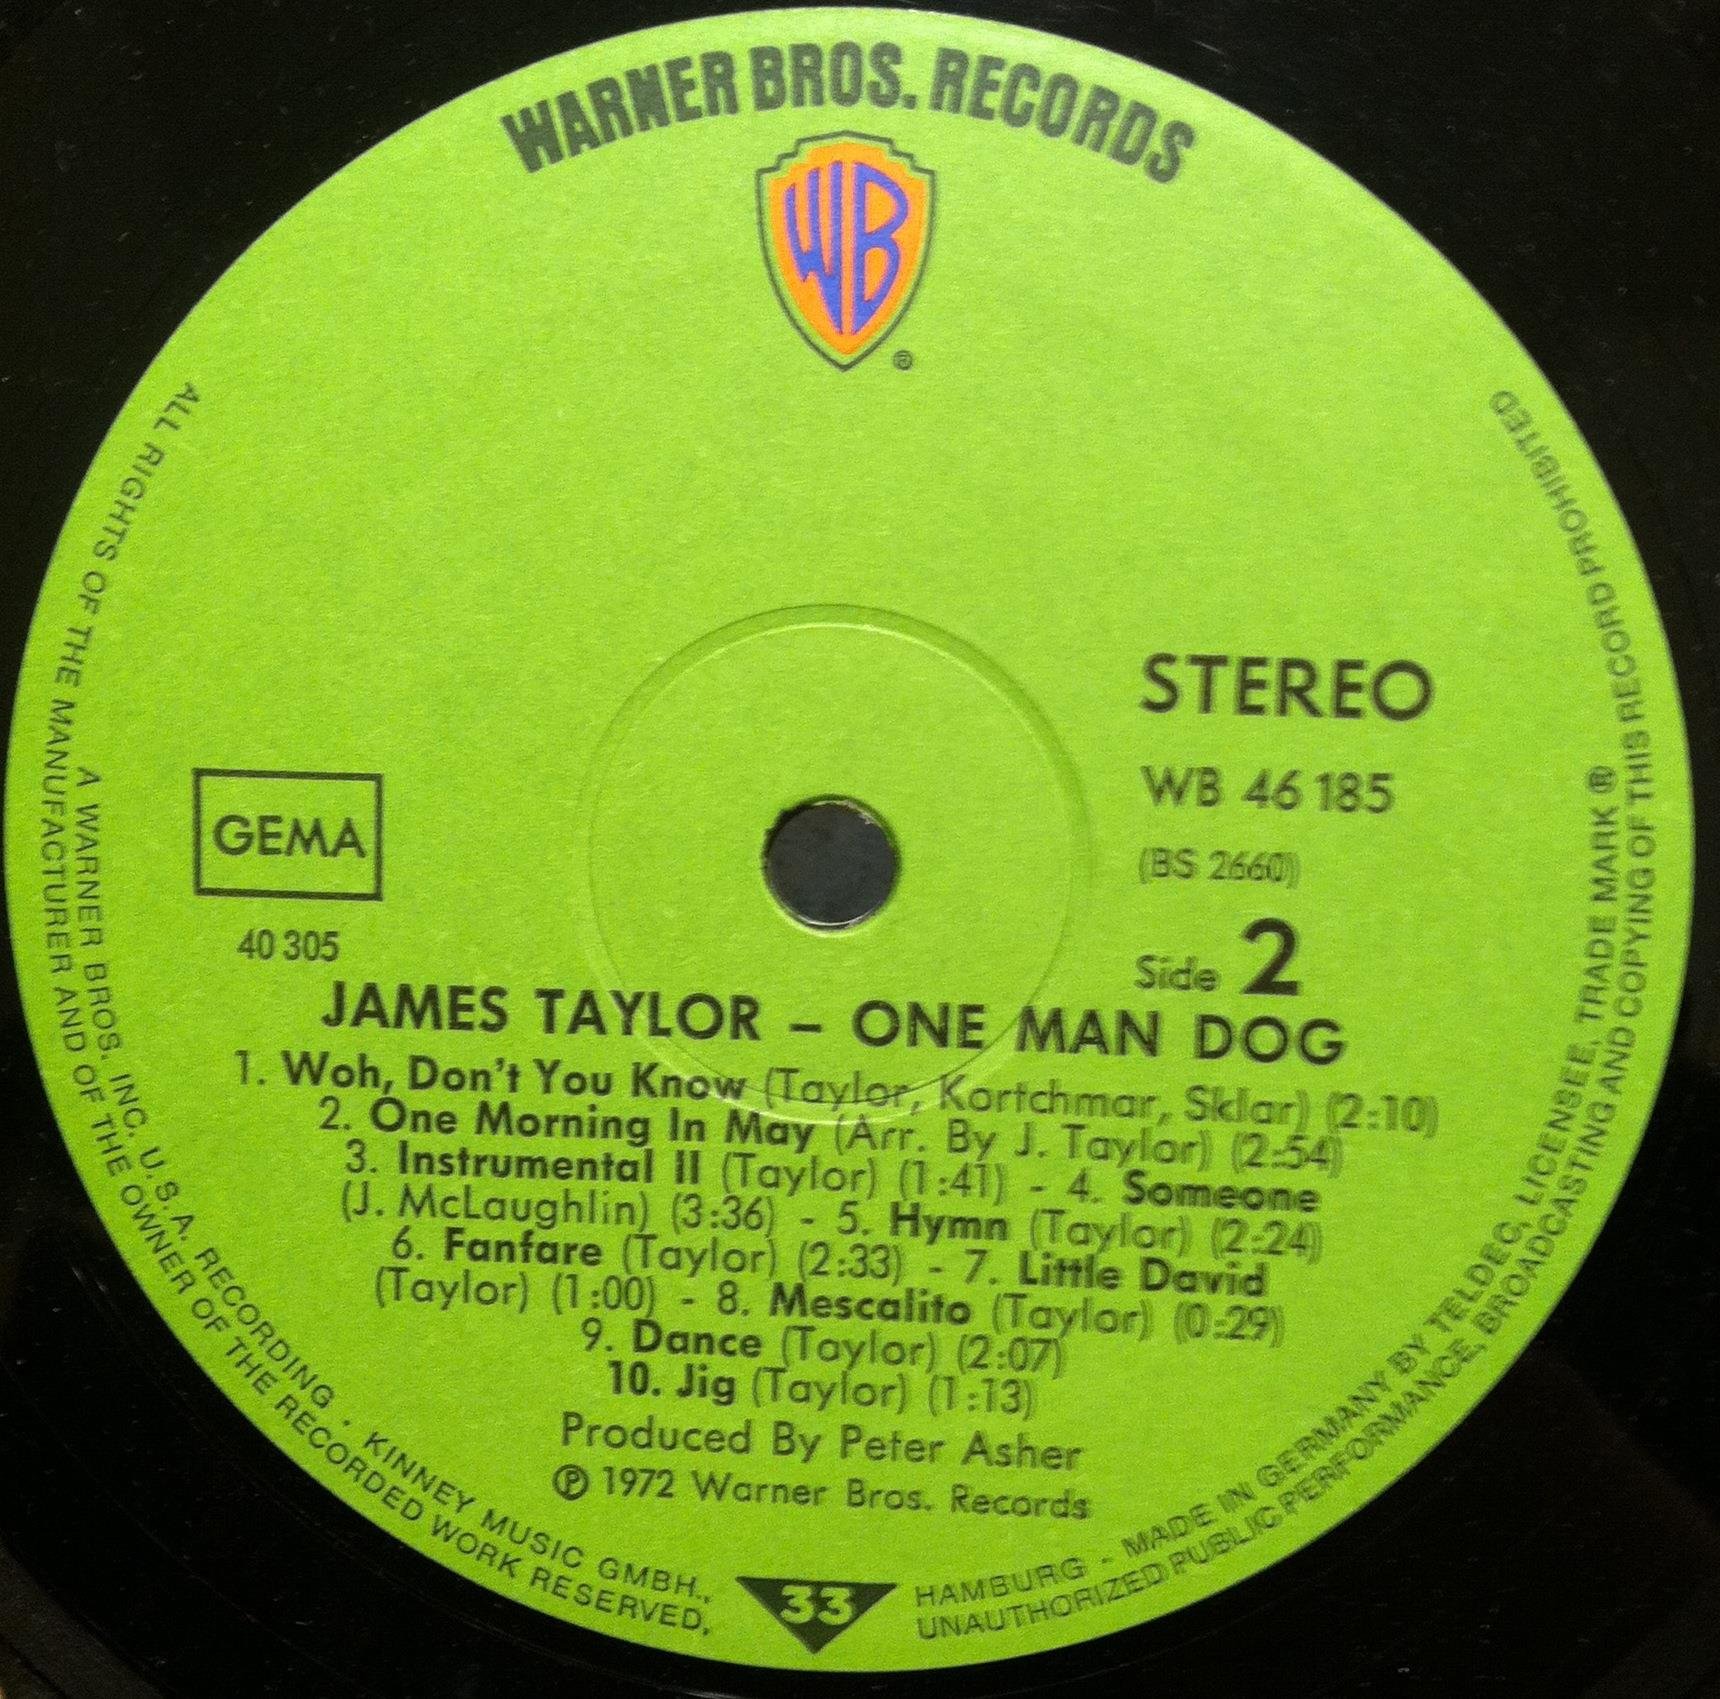 WARNER BROS. RECORDS
WB
®
STEREO
WB 46 185
(BS 2660)
Side 2
GEMA
40 305
JAMES TAYLOR – ONE MAN DOG
1. Woh, Don't You Know (Taylor, Kortchmar, Sklar) (2:10)
2. One Morning In May (Arr. By J. Taylor) (2:54)
3. Instrumental II (Taylor) (1:41) - 4. Someone
(J. McLaughlin) (3:36) - 5. Hymn (Taylor) (2:24)
6. Fanfare (Taylor) (2:33) - 7. Little David
(Taylor) (1:00) - 8. Mescalito (Taylor) (0:29)
9. Dance (Taylor) (2:07)
10. Jig (Taylor) (1:13)
Produced By Peter Asher
℗ 1972 Warner Bros. Records
33
A WARNER BROS. INC. U.S.A. RECORDING · KINNEY MUSIC GMBH., HAMBURG - MADE IN GERMANY BY TELDEC, LICENSEE, TRADE MARK ®
ALL RIGHTS OF THE MANUFACTURER AND OF THE OWNER OF THE RECORDED WORK RESERVED, UNAUTHORIZED PUBLIC PERFORMANCE, BROADCASTING AND COPYING OF THIS RECORD PROHIBITED